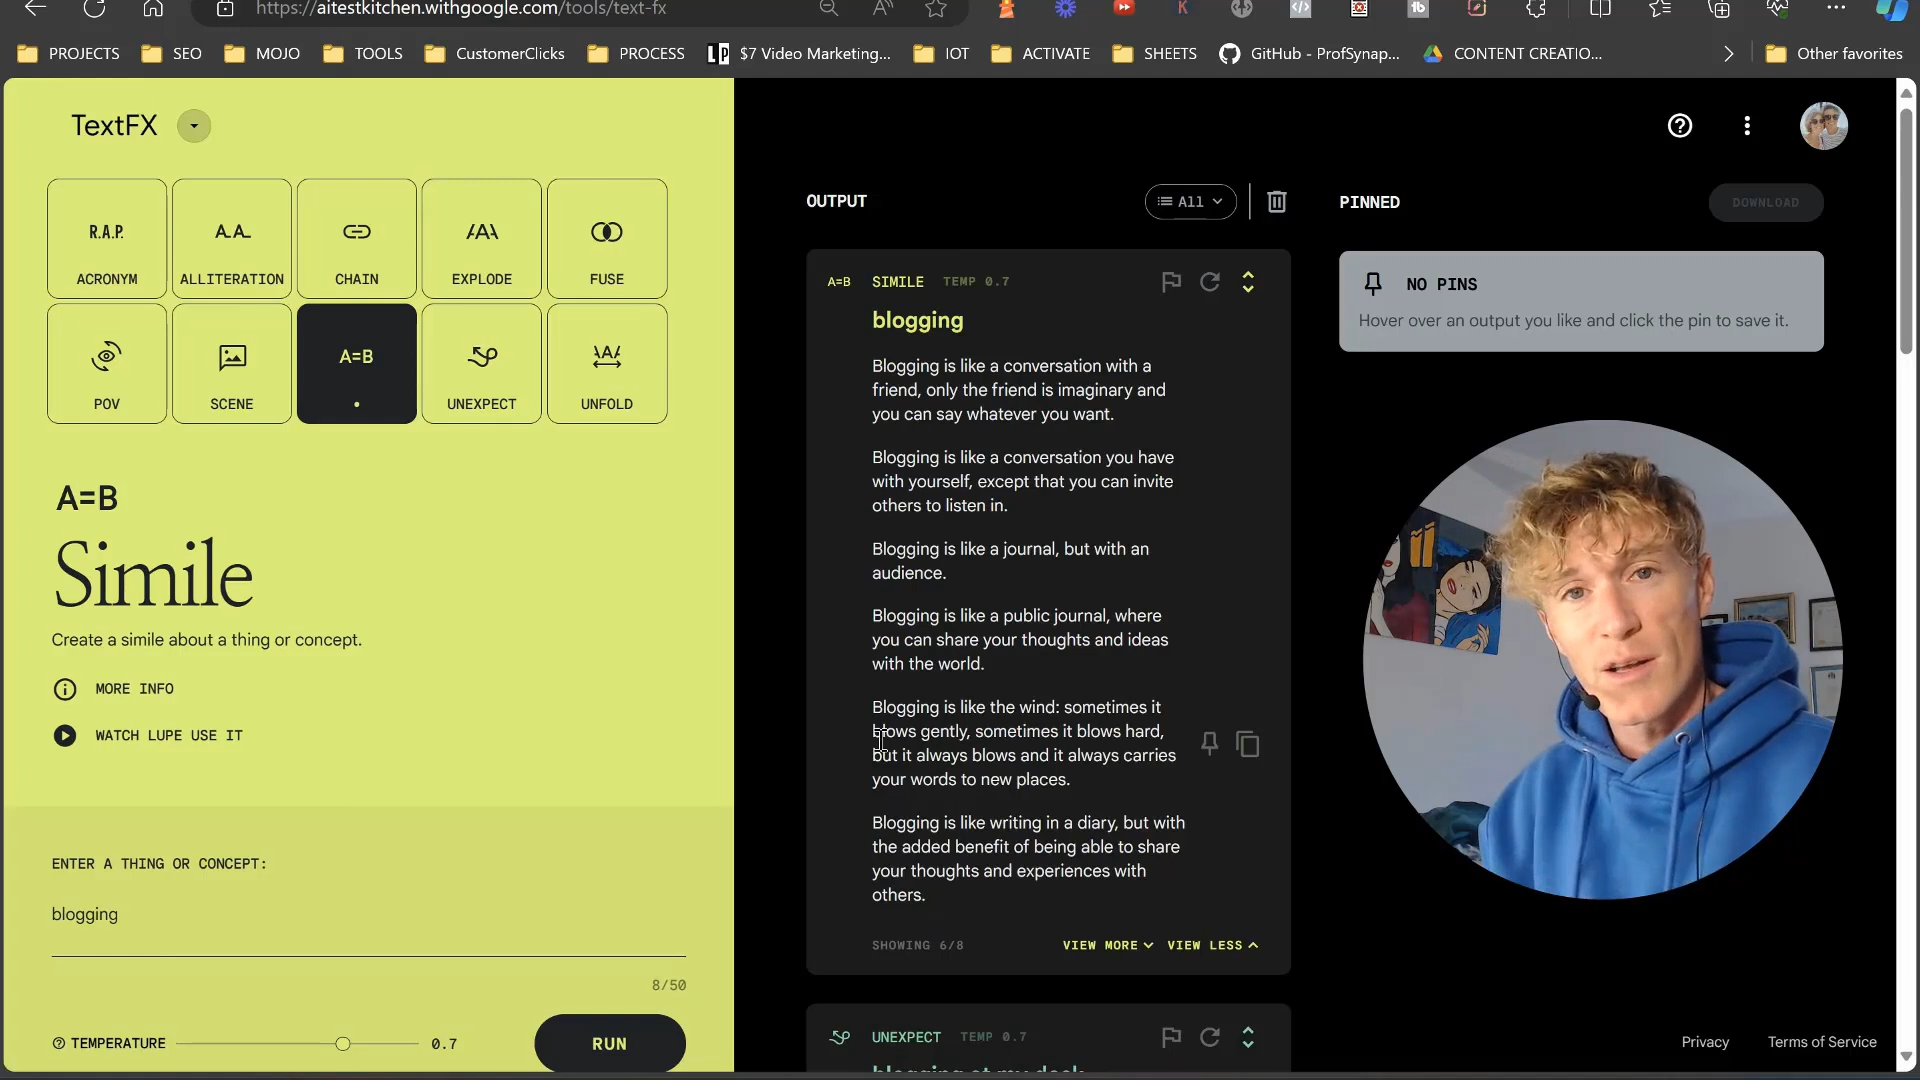 https://aitestkitchen.withgoogle.com/tools/text-fx
PROJECTS SEO MOJO TOOLS CustomerClicks PROCESS $7 Video Marketing... IOT ACTIVATE SHEETS GitHub - ProfSynap... CONTENT CREATIO... Other favorites
TextFX
R.A.P. ACRONYM
A.A. ALLITERATION
CHAIN
EXPLODE
FUSE
POV
SCENE
A=B
UNEXPECT
UNFOLD
A=B
Simile
Create a simile about a thing or concept.
MORE INFO
WATCH LUPE USE IT
ENTER A THING OR CONCEPT:
blogging
8/50
TEMPERATURE 0.7 RUN
OUTPUT All
A=B SIMILE TEMP 0.7
blogging
Blogging is like a conversation with a
friend, only the friend is imaginary and
you can say whatever you want.
Blogging is like a conversation you have
with yourself, except that you can invite
others to listen in.
Blogging is like a journal, but with an
audience.
Blogging is like a public journal, where
you can share your thoughts and ideas
with the world.
Blogging is like the wind: sometimes it
blows gently, sometimes it blows hard,
but it always blows and it always carries
your words to new places.
Blogging is like writing in a diary, but with
the added benefit of being able to share
your thoughts and experiences with
others.
SHOWING 6/8 VIEW MORE VIEW LESS
UNEXPECT TEMP 0.7
blogging at my desk
PINNED DOWNLOAD
NO PINS
Hover over an output you like and click the pin to save it.
Privacy Terms of Service